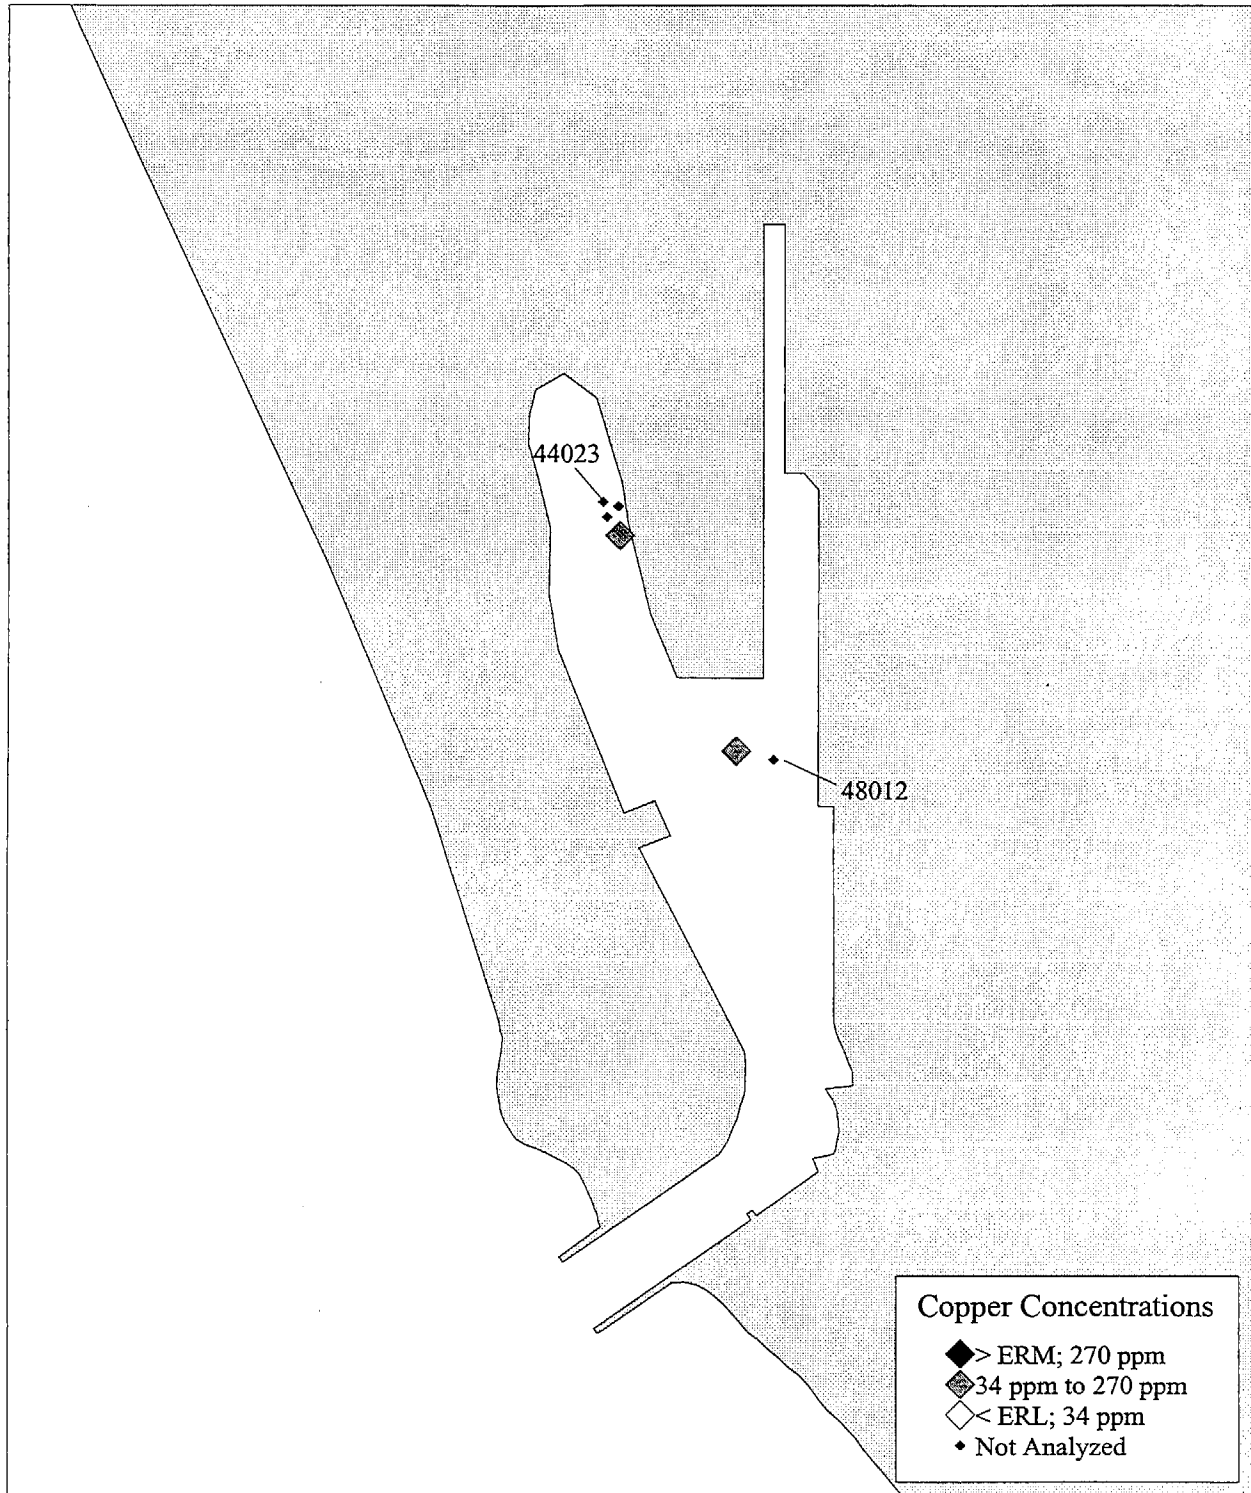 44023
48012
Copper Concentrations
> ERM; 270 ppm
34 ppm to 270 ppm
< ERL; 34 ppm
Not Analyzed